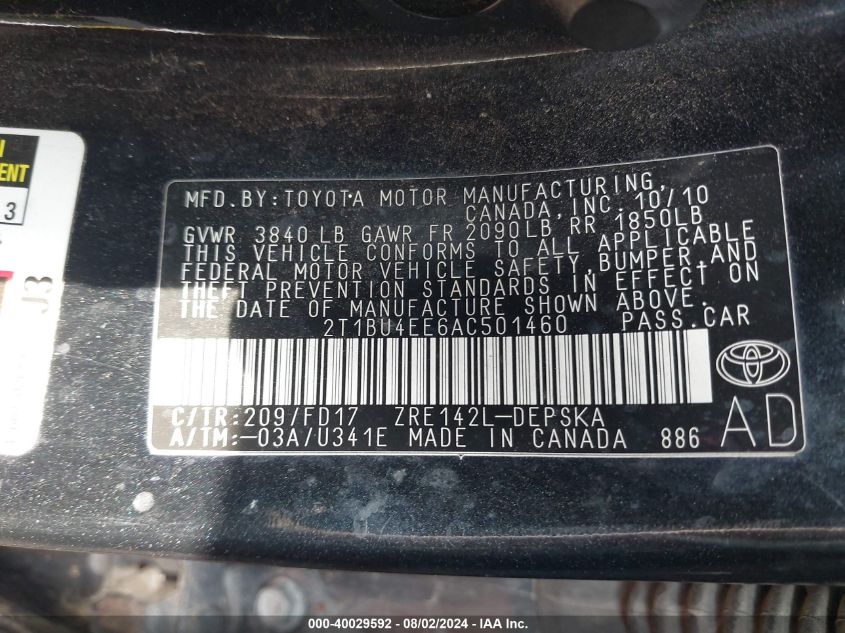 ENT
3
J3
MFD.BY:TOYOTA MOTOR MANUFACTURING,
CANADA, INC. 10/10
GVWR 3840 LB GAWR FR 2090LB RR 1850LB
THIS VEHICLE CONFORMS TO ALL APPLICABLE
FEDERAL MOTOR VEHICLE SAFETY,BUMPER,AND
THEFT PREVENTION STANDARDS IN EFFECT ON
THE DATE OF MANUFACTURE SHOWN ABOVE.
2T1BU4EE6AC501460 PASS.CAR
C/TR:209/FD17 ZRE142L-DEPSKA
A/TM:-03A/U341E MADE IN CANADA 886
AD
000-40029592 - 08/02/2024 - IAA Inc.